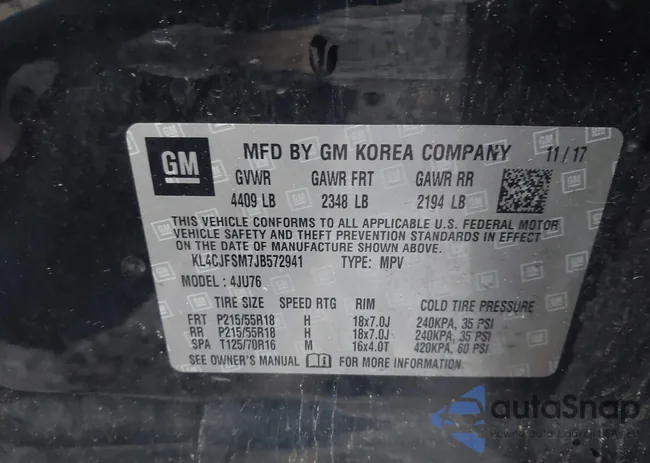 GM
MFD BY GM KOREA COMPANY 11/17
GVWR GAWR FRT GAWR RR
4409 LB 2348 LB 2194 LB
THIS VEHICLE CONFORMS TO ALL APPLICABLE U.S. FEDERAL MOTOR
VEHICLE SAFETY AND THEFT PREVENTION STANDARDS IN EFFECT
ON THE DATE OF MANUFACTURE SHOWN ABOVE.
KL4CJFSM7JB572941 TYPE: MPV
MODEL : 4JU76
TIRE SIZE SPEED RTG RIM COLD TIRE PRESSURE
FRT P215/55R18 H 18x7.0J 240KPA, 35 PSI
RR P215/55R18 H 18x7.0J 240KPA, 35 PSI
SPA T125/70R16 M 16x4.0T 420KPA, 60 PSI
SEE OWNER'S MANUAL FOR MORE INFORMATION.
autoSnap